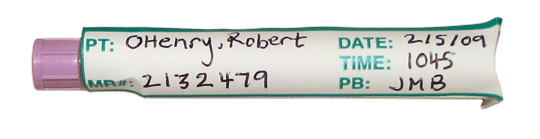 PT: OHenry, Robert DATE: 2/5/09
TIME: 1045
MR#: 2132479 PB: JMB